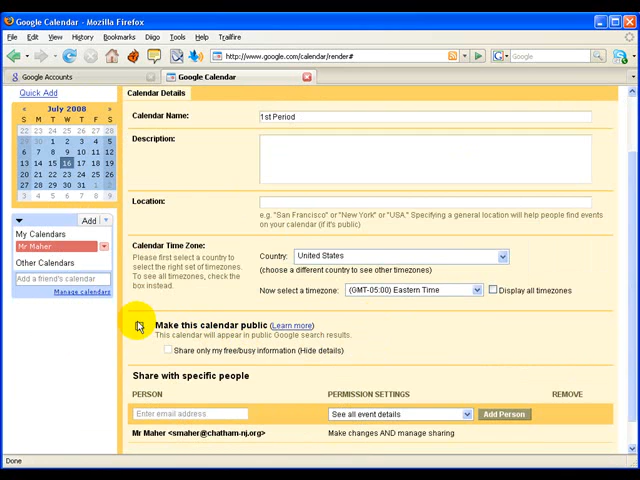 Google Calendar - Mozilla Firefox
File Edit View History Bookmarks Diigo Tools Help Trailfire
http://www.google.com/calendar/render#
Google
Google Accounts
Google Calendar
Quick Add
« July 2008 »
S M T W T F S
22 23 24 25 26 27 28
29 30 1 2 3 4 5
6 7 8 9 10 11 12
13 14 15 16 17 18 19
20 21 22 23 24 25 26
27 28 29 30 31 1 2
3 4 5 6 7 8 9
Add
My Calendars
Mr Maher
Other Calendars
Add a friend's calendar
Manage calendars
Calendar Details
Calendar Name:
1st Period
Description:
Location:
e.g. "San Francisco" or "New York" or "USA." Specifying a general location will help people find events
on your calendar (if it's public)
Calendar Time Zone:
Please first select a country to
select the right set of timezones.
To see all timezones, check the
box instead.
Country: United States
(choose a different country to see other timezones)
Now select a timezone: (GMT-05:00) Eastern Time Display all timezones
Make this calendar public (Learn more)
This calendar will appear in public Google search results.
Share only my free/busy information (Hide details)
Share with specific people
PERSON PERMISSION SETTINGS REMOVE
Enter email address See all event details Add Person
Mr Maher <smaher@chatham-nj.org> Make changes AND manage sharing
Done